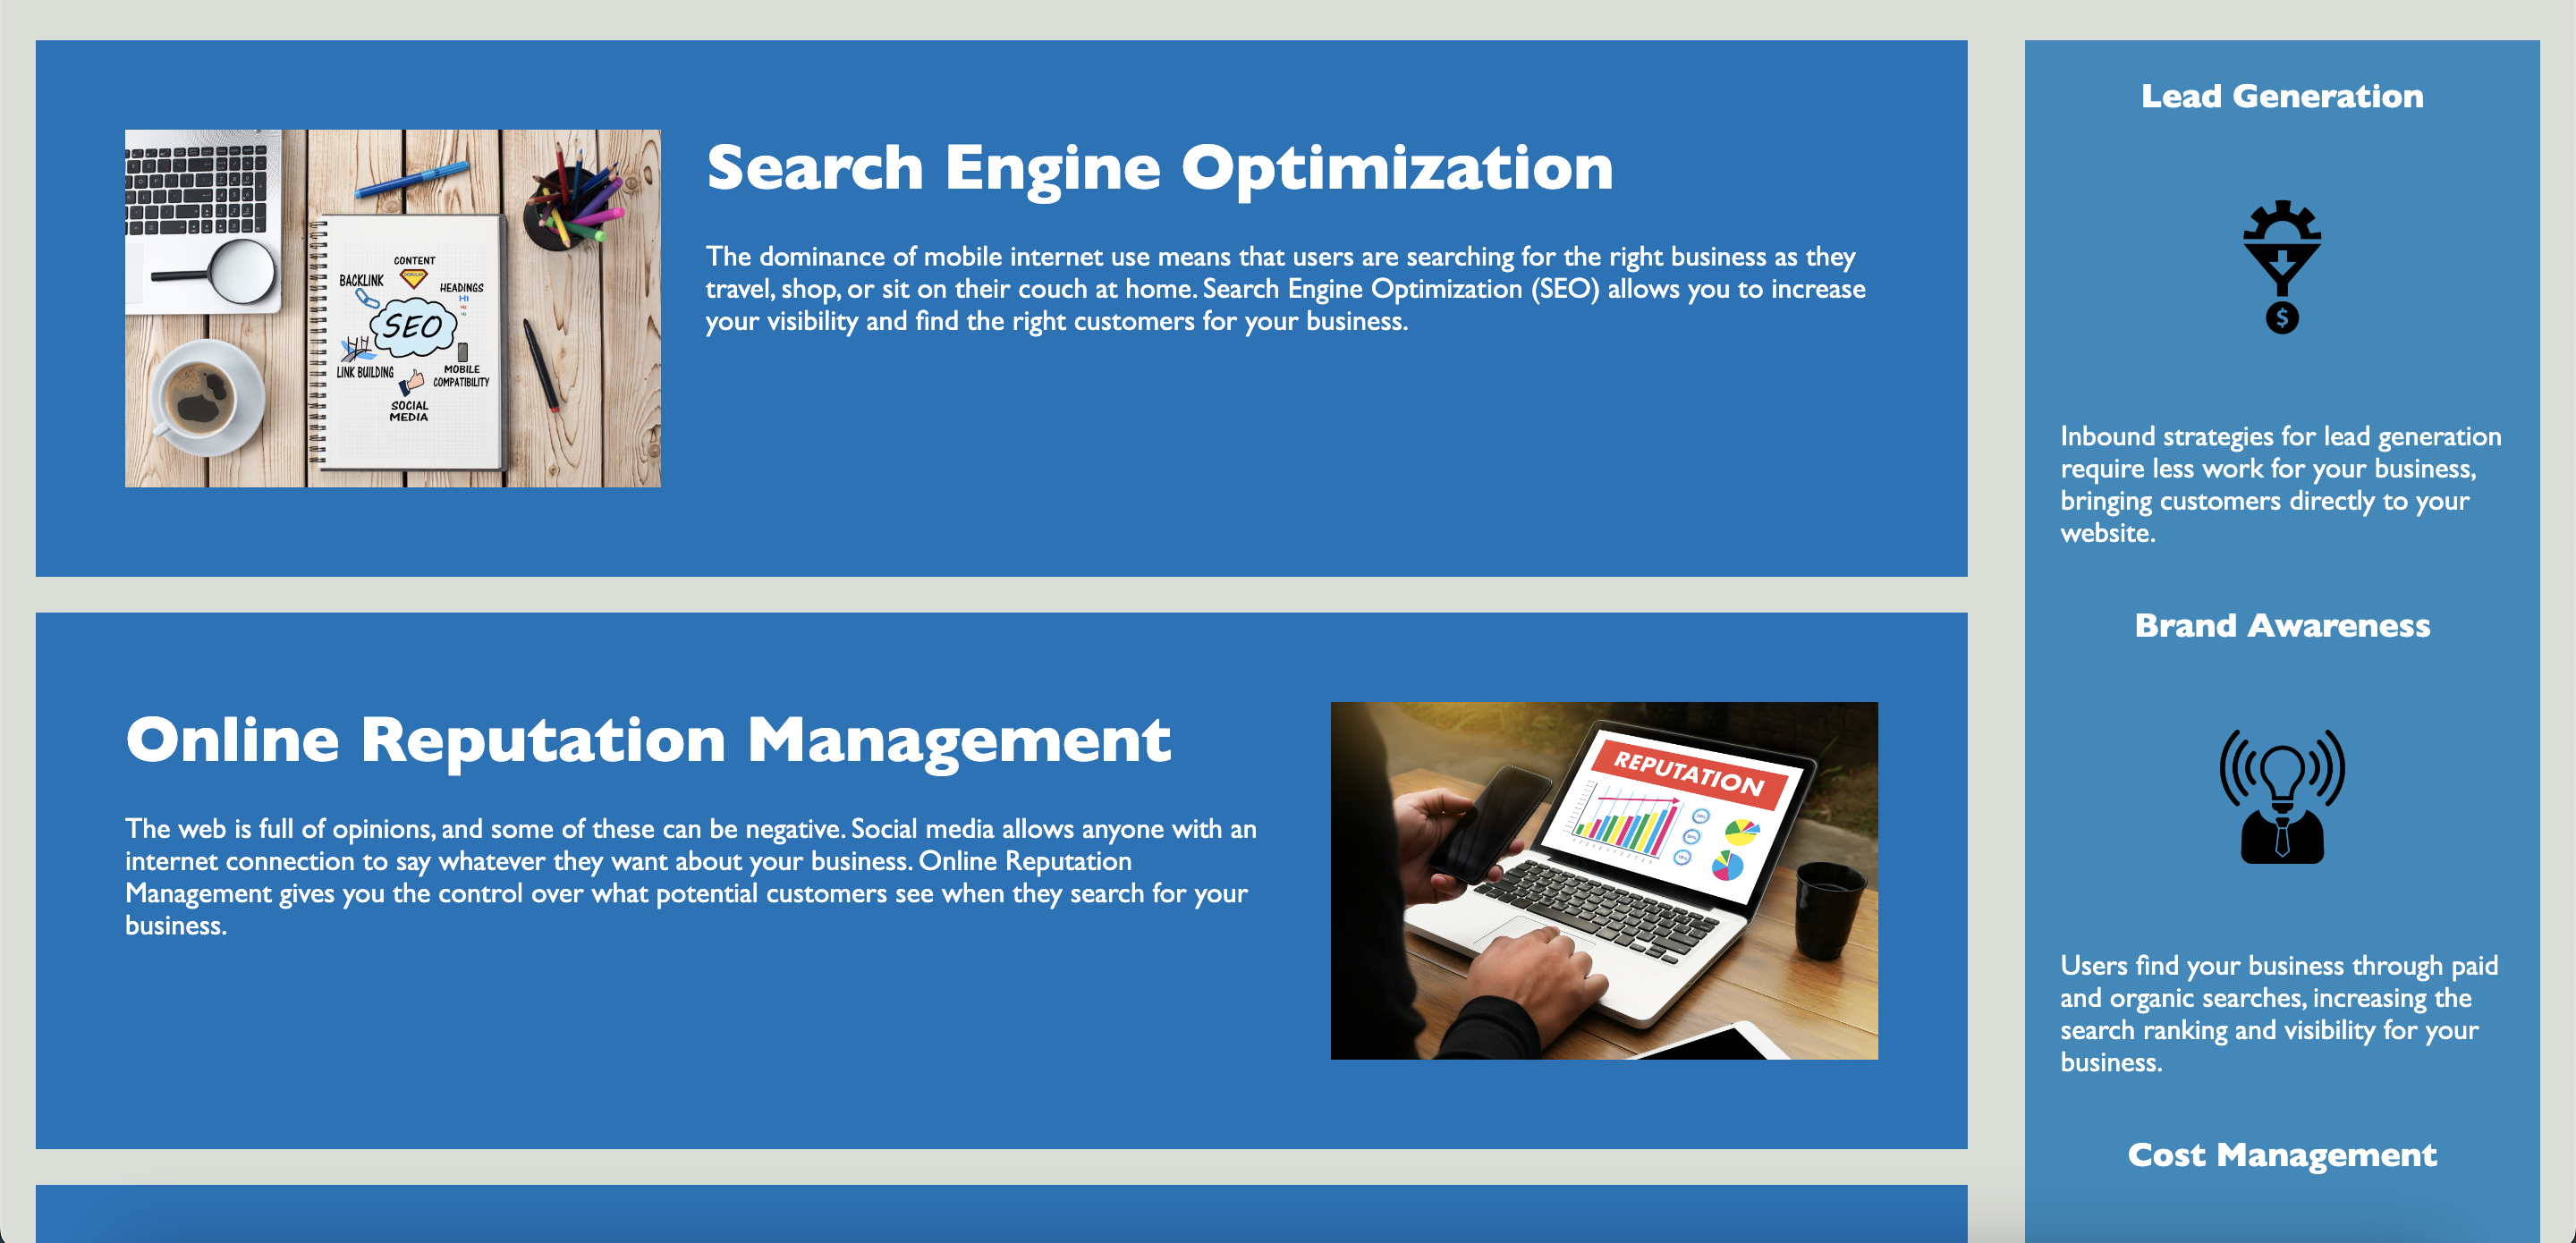 Search Engine Optimization
The dominance of mobile internet use means that users are searching for the right business as they
travel, shop, or sit on their couch at home. Search Engine Optimization (SEO) allows you to increase
your visibility and find the right customers for your business.
CONTENT
BACKLINK
HEADINGS
H1
SEO
LINK BUILDING
MOBILE
COMPATIBILITY
SOCIAL
MEDIA
Online Reputation Management
The web is full of opinions, and some of these can be negative. Social media allows anyone with an
internet connection to say whatever they want about your business. Online Reputation
Management gives you the control over what potential customers see when they search for your
business.
REPUTATION
Lead Generation
$
Inbound strategies for lead generation
require less work for your business,
bringing customers directly to your
website.
Brand Awareness
Users find your business through paid
and organic searches, increasing the
search ranking and visibility for your
business.
Cost Management